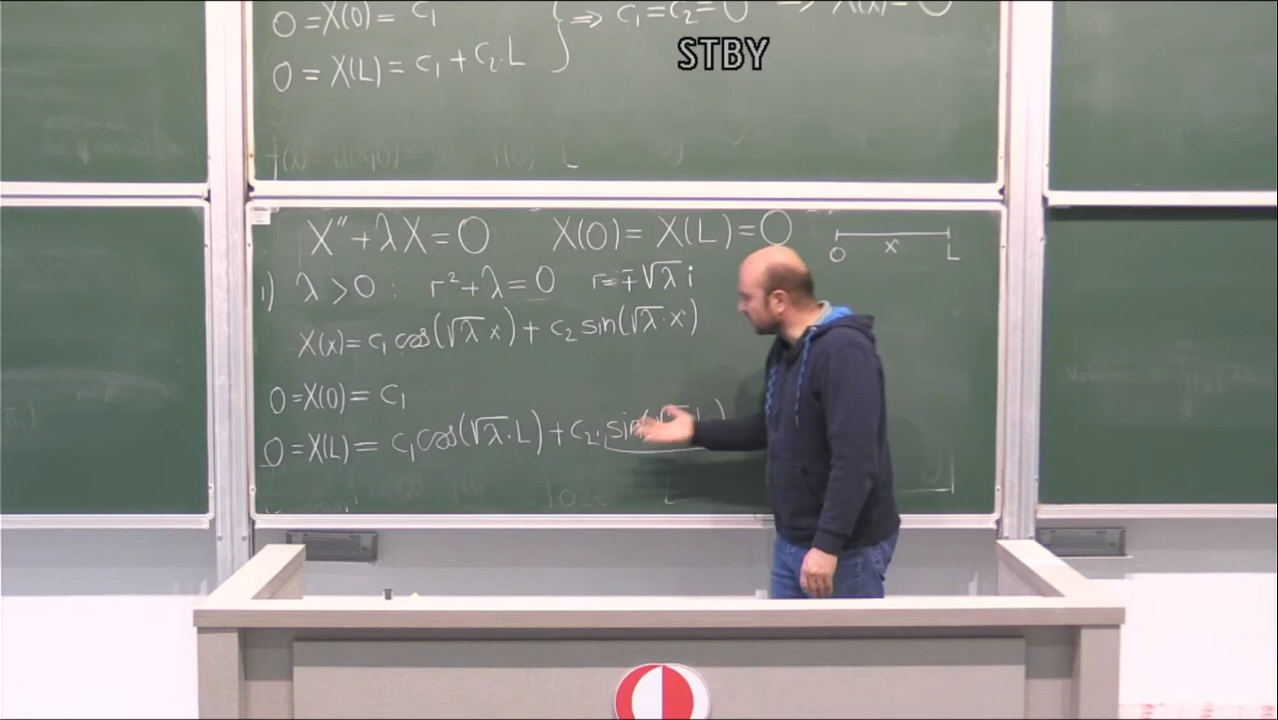 0 = X(0) = C₁
⇒ C₁ = C₂ = 0 ⇒ X(x) = 0
STBY
0 = X(L) = C₁ + C₂·L
X'' + λX = 0 X(0) = X(L) = 0
0 x L
1) λ > 0 : r² + λ = 0 r = ∓√λ i
X(x) = C₁ cos(√λ x) + C₂ sin(√λ·x)
0 = X(0) = C₁
0 = X(L) = C₁ cos(√λ·L) + C₂·sin(